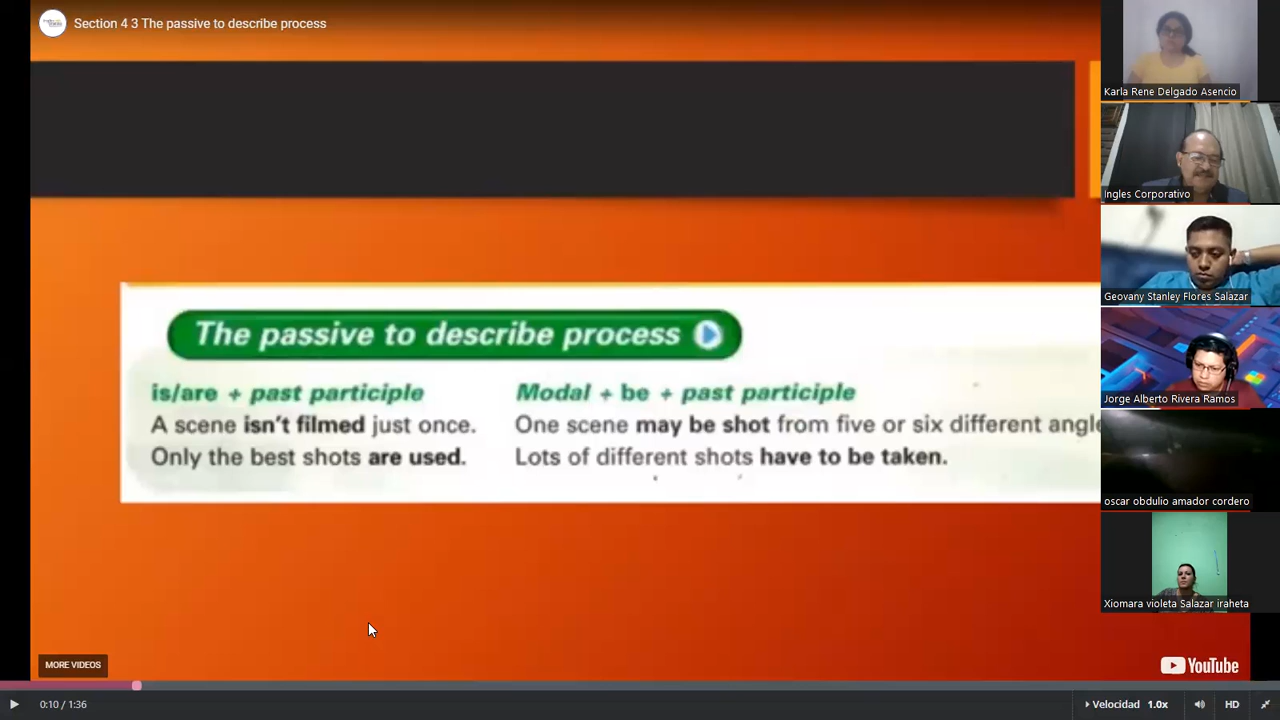 Section 4 3 The passive to describe process
The passive to describe process
is/are + past participle
A scene isn't filmed just once.
Only the best shots are used.
Modal + be + past participle
One scene may be shot from five or six different angle
Lots of different shots have to be taken.
Karla Rene Delgado Asencio
Ingles Corporativo
Geovany Stanley Flores Salazar
Jorge Alberto Rivera Ramos
oscar obdulio amador cordero
Xiomara violeta Salazar iraheta
MORE VIDEOS
YouTube
0:10 / 1:36
Velocidad 1.0x
HD